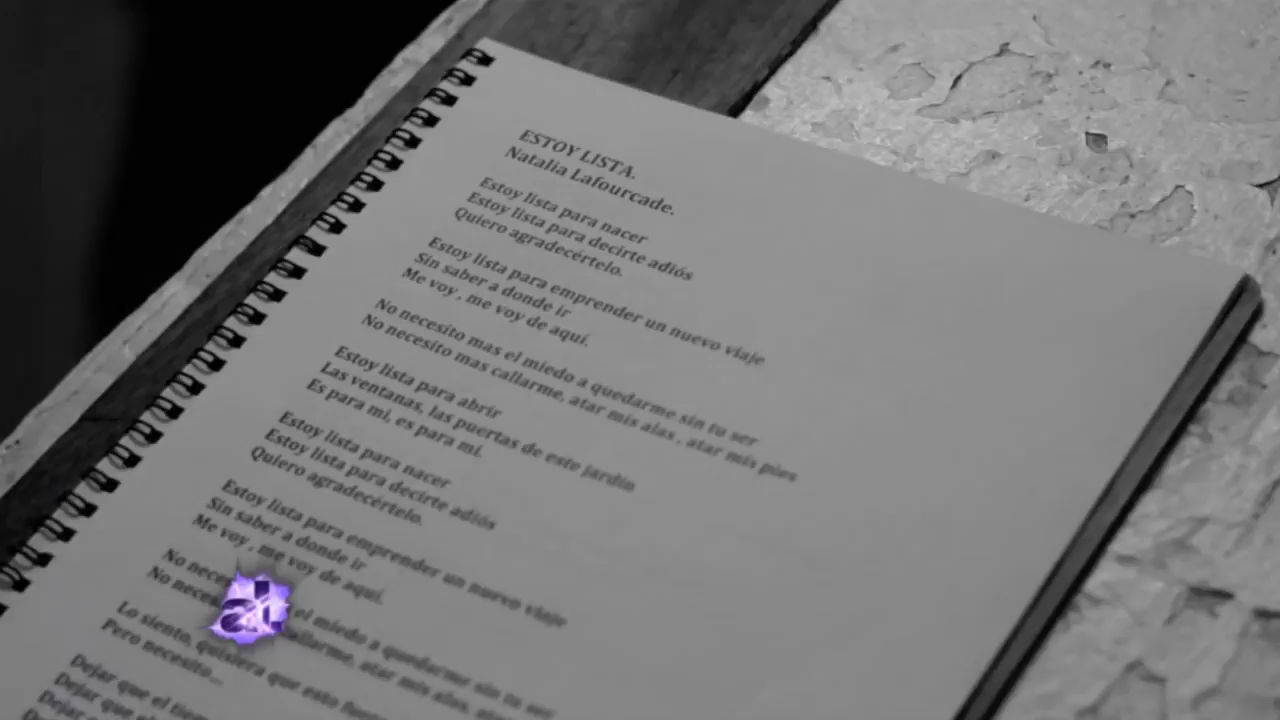 ESTOY LISTA.
Natalia Lafourcade.
Estoy lista para nacer
Estoy lista para decirte adiós
Quiero agradecértelo.
Estoy lista para emprender un nuevo viaje
Sin saber a donde ir
Me voy , me voy de aquí.
No necesito mas el miedo a quedarme sin tu ser
No necesito mas callarme, atar mis alas , atar mis pies
Estoy lista para abrir
Las ventanas, las puertas de este jardín
Es para mi, es para mí.
Estoy lista para nacer
Estoy lista para decirte adiós
Quiero agradecértelo.
Estoy lista para emprender un nuevo viaje
Sin saber a donde ir
Me voy , me voy de aquí.
No el miedo a quedarme sin tu ser
No atar mis alas,
Lo siento, quisiera que esto
Pero necesito...
Dejar que el
Dejar que
Dejar